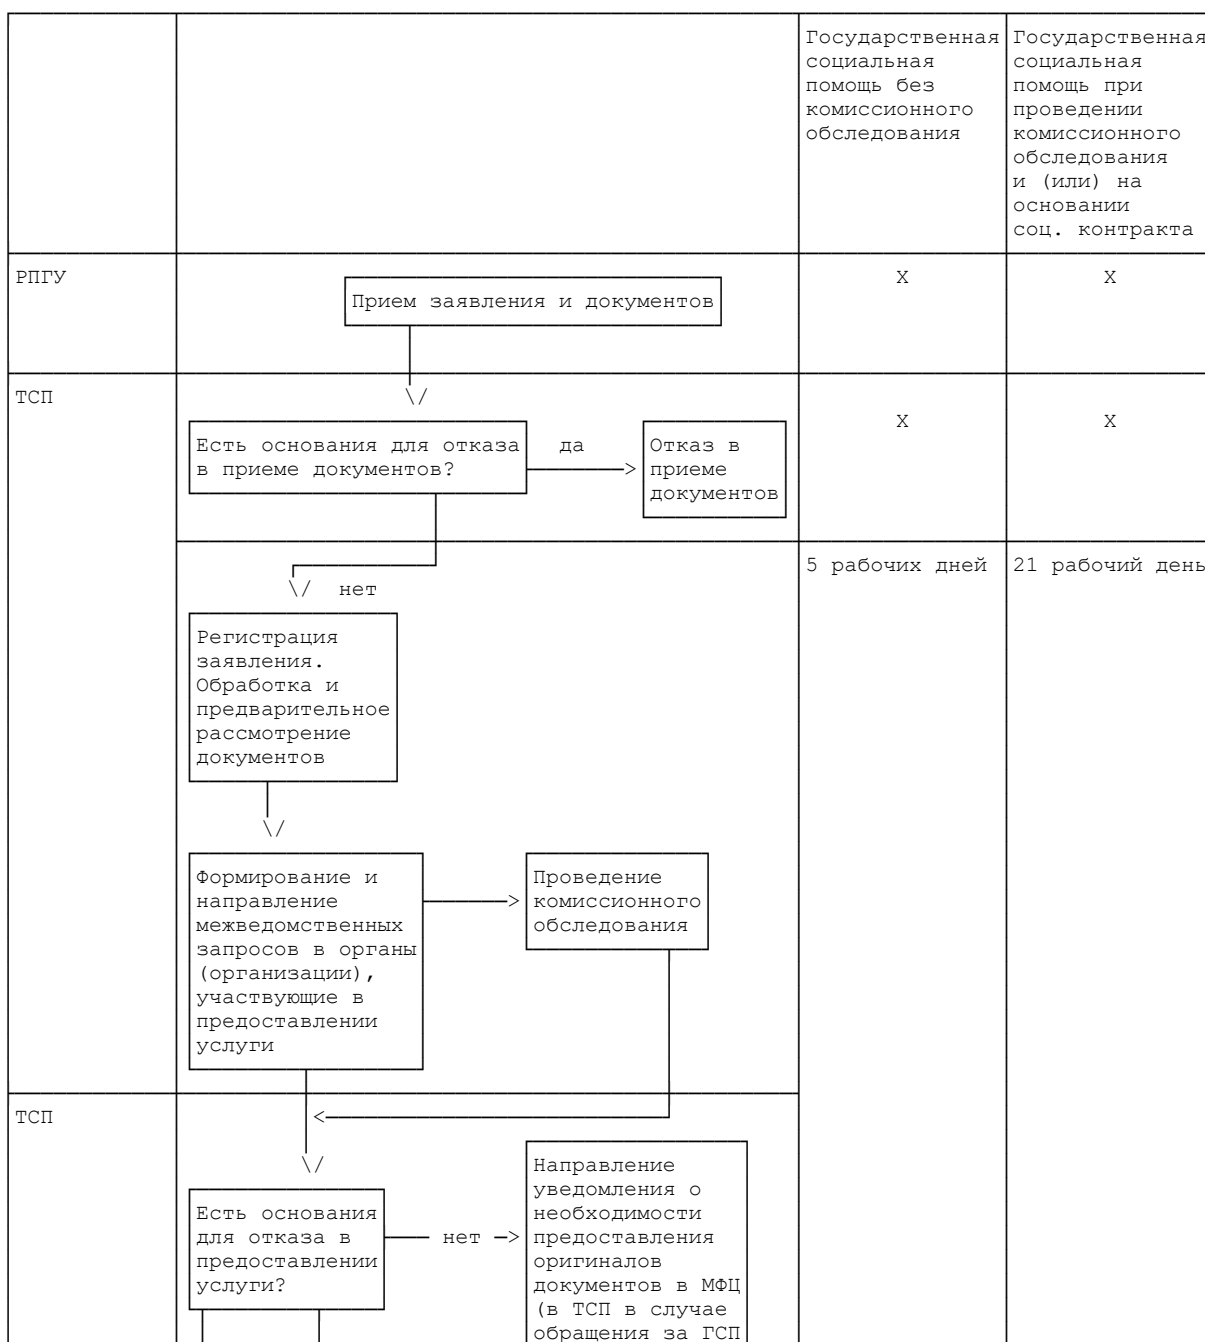 Государственная
социальная
помощь без
комиссионного
обследования
Государственная
социальная
помощь при
проведении
комиссионного
обследования
и (или) на
основании
соц. контракта
РПГУ
Прием заявления и документов
X
X
ТСП
Есть основания для отказа
в приеме документов?
да
Отказ в
приеме
документов
X
X
нет
5 рабочих дней
21 рабочий день
Регистрация
заявления.
Обработка и
предварительное
рассмотрение
документов
Формирование и
направление
межведомственных
запросов в органы
(организации),
участвующие в
предоставлении
услуги
Проведение
комиссионного
обследования
ТСП
Есть основания
для отказа в
предоставлении
услуги?
нет
Направление
уведомления о
необходимости
предоставления
оригиналов
документов в МФЦ
(в ТСП в случае
обращения за ГСП